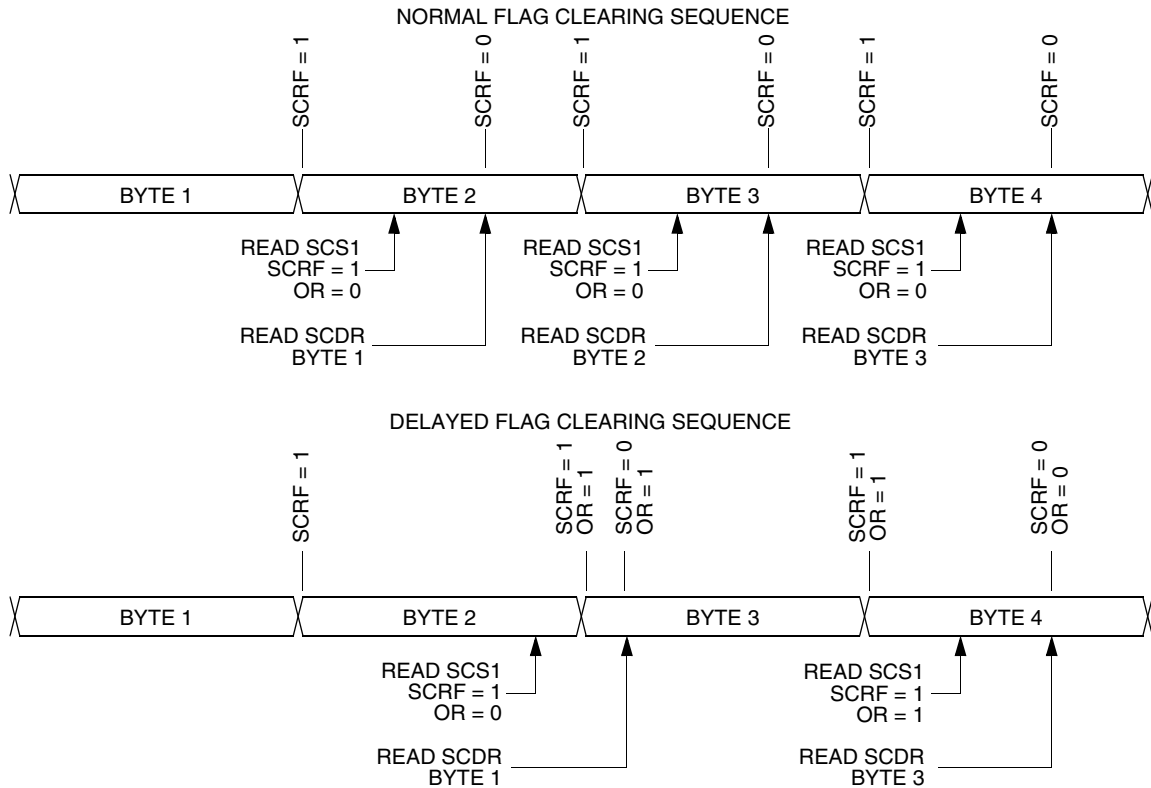 NORMAL FLAG CLEARING SEQUENCE
SCRF = 1
SCRF = 0
SCRF = 1
SCRF = 0
SCRF = 1
SCRF = 0
BYTE 1
BYTE 2
BYTE 3
BYTE 4
READ SCS1
SCRF = 1
OR = 0
READ SCS1
SCRF = 1
OR = 0
READ SCS1
SCRF = 1
OR = 0
READ SCDR
BYTE 1
READ SCDR
BYTE 2
READ SCDR
BYTE 3
DELAYED FLAG CLEARING SEQUENCE
SCRF = 1
SCRF = 1
OR = 1
SCRF = 0
OR = 1
SCRF = 1
OR = 1
SCRF = 0
OR = 0
BYTE 1
BYTE 2
BYTE 3
BYTE 4
READ SCS1
SCRF = 1
OR = 0
READ SCS1
SCRF = 1
OR = 1
READ SCDR
BYTE 1
READ SCDR
BYTE 3